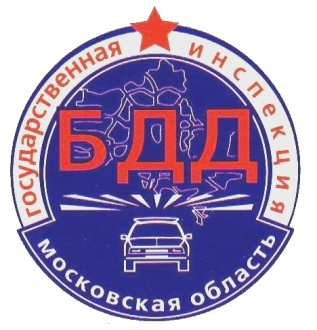 государственная инспекция
БДД
московская область